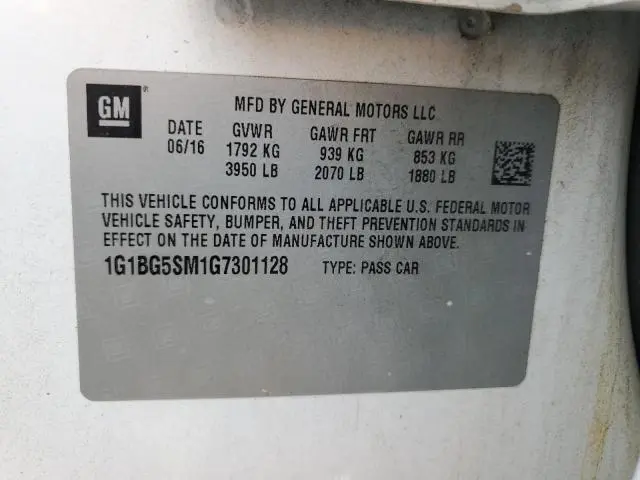 GM ®
MFD BY GENERAL MOTORS LLC
DATE GVWR GAWR FRT GAWR RR
06/16 1792 KG 939 KG 853 KG
3950 LB 2070 LB 1880 LB
THIS VEHICLE CONFORMS TO ALL APPLICABLE U.S. FEDERAL MOTOR
VEHICLE SAFETY, BUMPER, AND THEFT PREVENTION STANDARDS IN
EFFECT ON THE DATE OF MANUFACTURE SHOWN ABOVE.
1G1BG5SM1G7301128 TYPE: PASS CAR